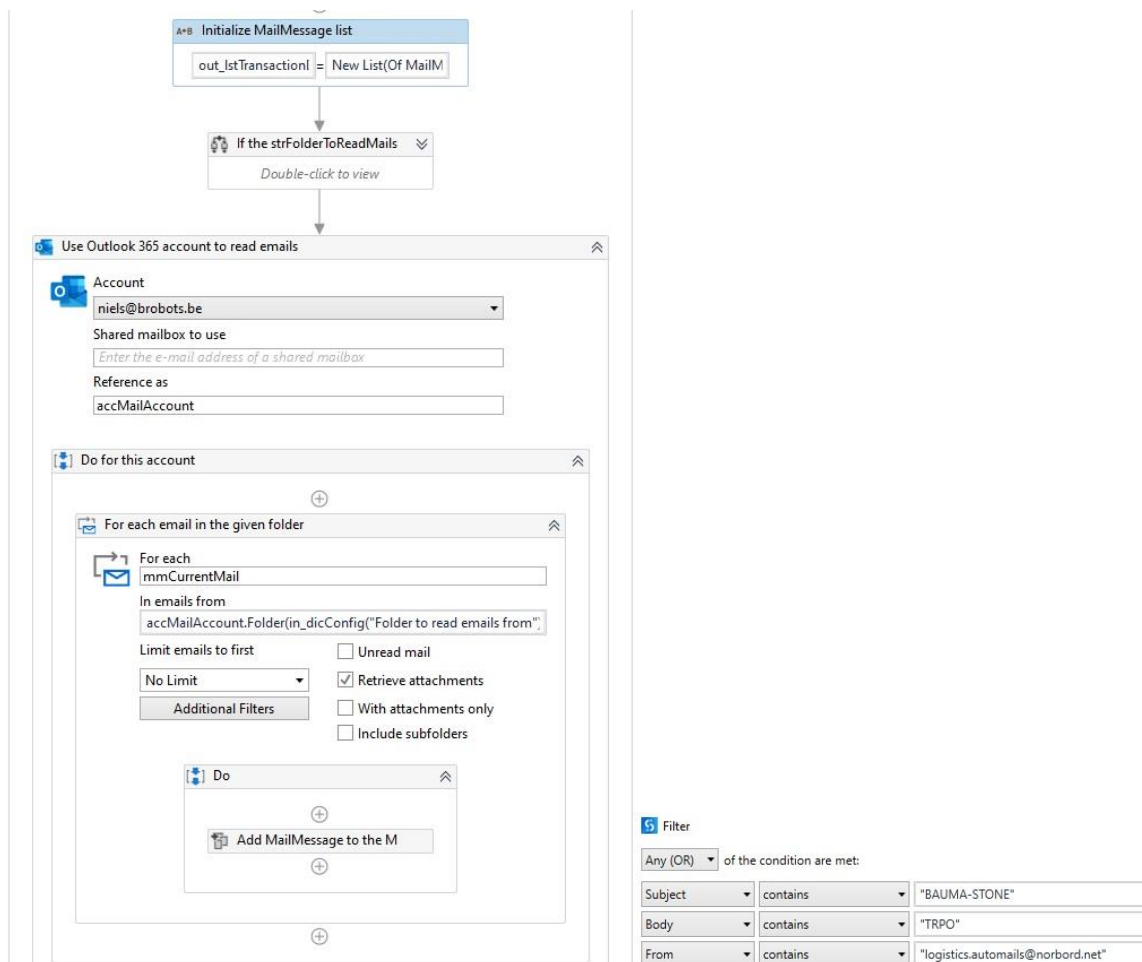 A+B Initialize MailMessage list
out_lstTransactionI = New List(Of MailM
If the strFolderToReadMails
Double-click to view
Use Outlook 365 account to read emails
Account
niels@brobots.be
Shared mailbox to use
Enter the e-mail address of a shared mailbox
Reference as
accMailAccount
Do for this account
For each email in the given folder
For each
mmCurrentMail
In emails from
accMailAccount.Folder(in_dicConfig("Folder to read emails from")
Limit emails to first
Unread mail
No Limit
Retrieve attachments
Additional Filters
With attachments only
Include subfolders
Do
Add MailMessage to the M
Filter
Any (OR) of the condition are met:
Subject contains "BAUMA-STONE"
Body contains "TRPO"
From contains "logistics.automails@norbord.net"